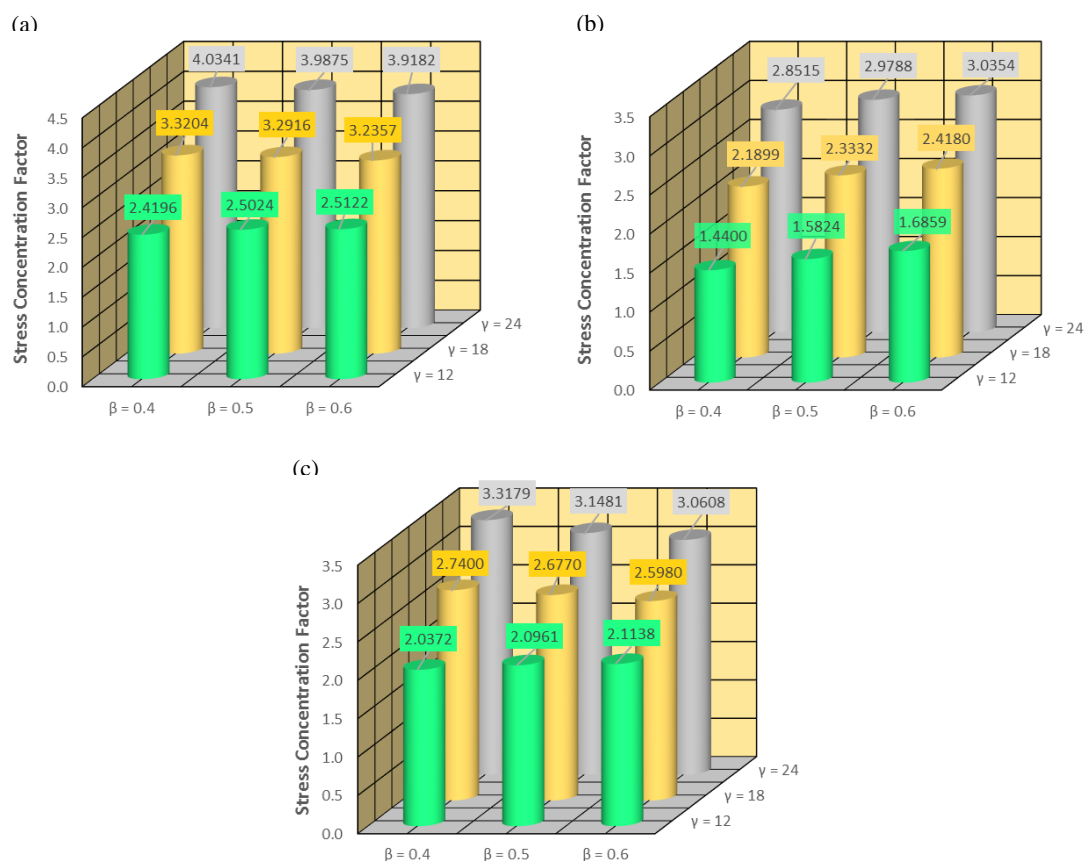 (a)
Stress Concentration Factor
4.5
4.0
3.5
3.0
2.5
2.0
1.5
1.0
0.5
0.0
4.0341 3.9875 3.9182
3.3204 3.2916 3.2357
2.4196 2.5024 2.5122
γ = 24
γ = 18
γ = 12
β = 0.4 β = 0.5 β = 0.6
(b)
Stress Concentration Factor
3.5
3.0
2.5
2.0
1.5
1.0
0.5
0.0
2.8515 2.9788 3.0354
2.1899 2.3332 2.4180
1.4400 1.5824 1.6859
γ = 24
γ = 18
γ = 12
β = 0.4 β = 0.5 β = 0.6
(c)
Stress Concentration Factor
3.5
3.0
2.5
2.0
1.5
1.0
0.5
0.0
3.3179 3.1481 3.0608
2.7400 2.6770 2.5980
2.0372 2.0961 2.1138
γ = 24
γ = 18
γ = 12
β = 0.4 β = 0.5 β = 0.6